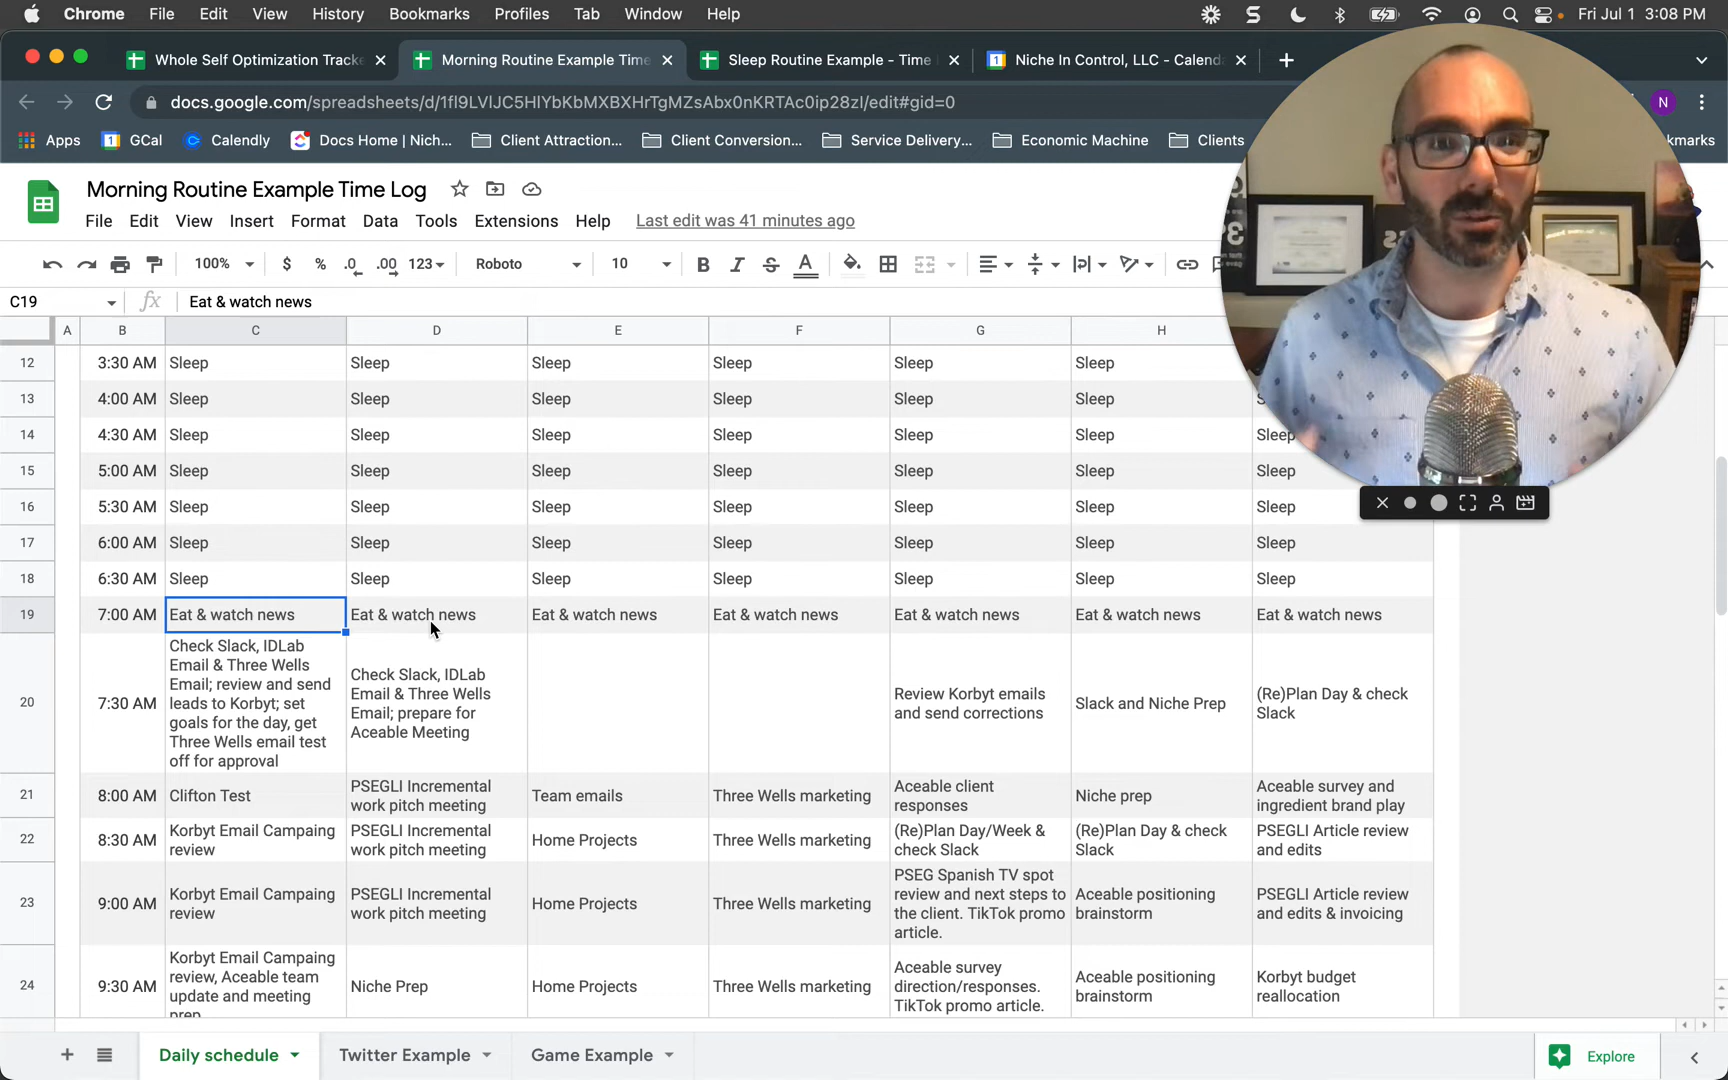 Chrome File Edit View History Bookmarks Profiles Tab Window Help Fri Jul 1 3:08 PM
Whole Self Optimization Tracke Morning Routine Example Time Sleep Routine Example - Time Niche In Control, LLC - Calend
docs.google.com/spreadsheets/d/1fI9LVIJC5HIYbKbMXBXHrTgMZsAbx0nKRTAc0ip28zI/edit#gid=0 N
Apps GCal Calendly Docs Home | Nich... Client Attraction... Client Conversion... Service Delivery... Economic Machine Clients kmarks
Morning Routine Example Time Log
File Edit View Insert Format Data Tools Extensions Help Last edit was 41 minutes ago
100% $ % .0 .00 123 Roboto 10 B I S A
C19 fx Eat & watch news
A B C D E F G H
12 3:30 AM Sleep Sleep Sleep Sleep Sleep Sleep
13 4:00 AM Sleep Sleep Sleep Sleep Sleep Sleep
14 4:30 AM Sleep Sleep Sleep Sleep Sleep Sleep Sleep
15 5:00 AM Sleep Sleep Sleep Sleep Sleep Sleep Sleep
16 5:30 AM Sleep Sleep Sleep Sleep Sleep Sleep Sleep
17 6:00 AM Sleep Sleep Sleep Sleep Sleep Sleep Sleep
18 6:30 AM Sleep Sleep Sleep Sleep Sleep Sleep Sleep
19 7:00 AM Eat & watch news Eat & watch news Eat & watch news Eat & watch news Eat & watch news Eat & watch news Eat & watch news
20 7:30 AM
Check Slack, IDLab
Email & Three Wells
Email; review and send
leads to Korbyt; set
goals for the day, get
Three Wells email test
off for approval
Check Slack, IDLab
Email & Three Wells
Email; prepare for
Aceable Meeting
Review Korbyt emails
and send corrections
Slack and Niche Prep
(Re)Plan Day & check
Slack
21 8:00 AM Clifton Test
PSEGLI Incremental
work pitch meeting
Team emails
Three Wells marketing
Aceable client
responses
Niche prep
Aceable survey and
ingredient brand play
22 8:30 AM
Korbyt Email Campaing
review
PSEGLI Incremental
work pitch meeting
Home Projects
Three Wells marketing
(Re)Plan Day/Week &
check Slack
(Re)Plan Day & check
Slack
PSEGLI Article review
and edits
23 9:00 AM
Korbyt Email Campaing
review
PSEGLI Incremental
work pitch meeting
Home Projects
Three Wells marketing
PSEG Spanish TV spot
review and next steps to
the client. TikTok promo
article.
Aceable positioning
brainstorm
PSEGLI Article review
and edits & invoicing
24 9:30 AM
Korbyt Email Campaing
review, Aceable team
update and meeting
prep
Niche Prep
Home Projects
Three Wells marketing
Aceable survey
direction/responses.
TikTok promo article.
Aceable positioning
brainstorm
Korbyt budget
reallocation
Daily schedule Twitter Example Game Example Explore